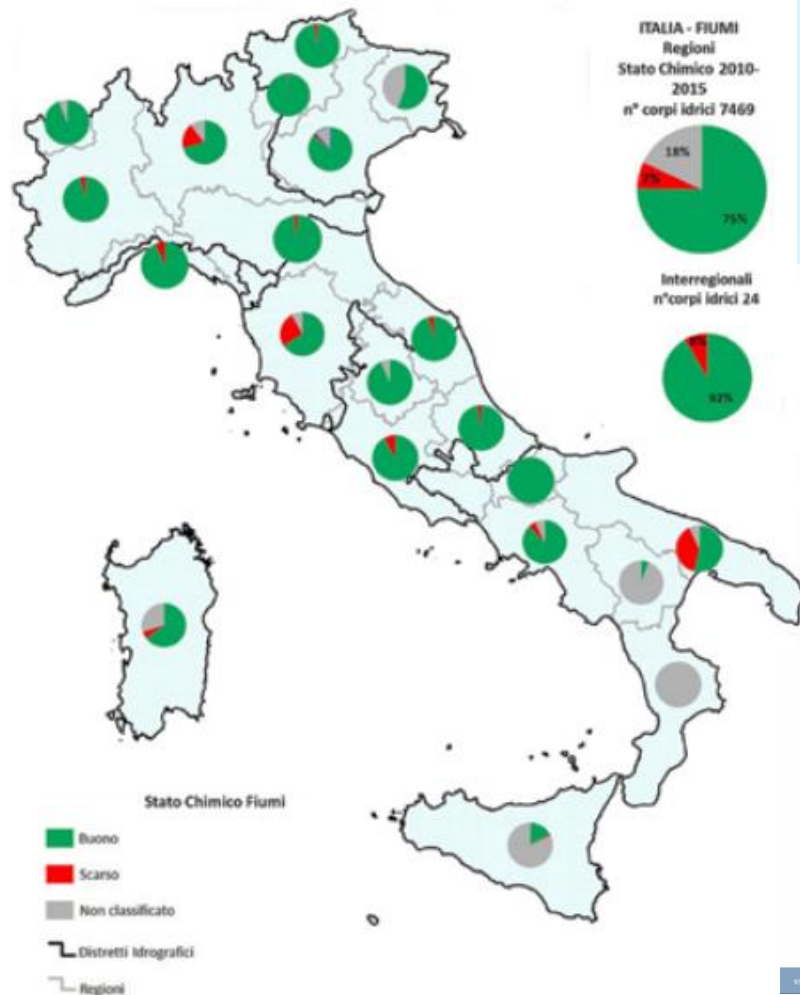 ITALIA - FIUMI
Regioni
Stato Chimico 2010-
2015
n° corpi idrici 7469
18%
7%
75%
Interregionali
n°corpi idrici 24
92%
Stato Chimico Fiumi
Buono
Scarso
Non classificato
Distretti Idrografici
Regioni